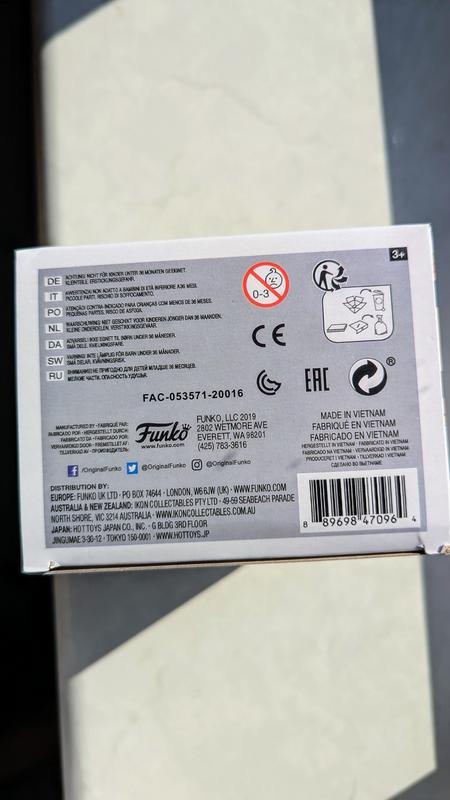 3+
DE ACHTUNG! NICHT FÜR KINDER UNTER 36 MONATEN GEEIGNET.
KLEINTEILE. ERSTICKUNGSGEFAHR.
IT AVVERTENZA! NON ADATTO A BAMBINI DI ETÀ INFERIORE A 36 MESI.
PICCOLE PARTI. RISCHIO DI SOFFOCAMENTO.
PO ATENÇÃO: CONTRA-INDICADO PARA CRIANÇAS COM MENOS DE 36 MESES.
PEQUENAS PARTES. RISCO DE ASFIXIA.
NL WAARSCHUWING! NIET GESCHIKT VOOR KINDEREN JONGER DAN 36 MAANDEN.
KLEINE ONDERDELEN. VERSTIKKINGSGEVAAR.
DA ADVARSEL! IKKE EGNET TIL BØRN UNDER 36 MÅNEDER.
SMÅ DELE. KVÆLNINGSFARE.
SW VARNING! INTE LÄMPLIG FÖR BARN UNDER 36 MÅNADER.
SMÅ DELAR. KVÄVNINGSRISK.
RU ВНИМАНИЕ! НЕ ПРИГОДНО ДЛЯ ДЕТЕЙ МЛАДШЕ 36 МЕСЯЦЕВ.
МЕЛКИЕ ЧАСТИ. ОПАСНОСТЬ УДУШЬЯ.
0-3
CE
EAC
®
FAC-053571-20016
MANUFACTURED BY · FABRIQUÉ PAR:
FABRICADO POR · HERGESTELLT DURCH:
FABBRICATO DA · FABRICADO POR:
VERVAARDIGD DOOR · FREMSTILLET AF:
TILLVERKAD AV · ПРОИЗВОДИТЕЛЬ:
Funko
www.funko.com
FUNKO, LLC 2019
2802 WETMORE AVE
EVERETT, WA 98201
(425) 783-3616
MADE IN VIETNAM
FABRIQUÉ EN VIETNAM
FABRICADO EN VIETNAM
HERGESTELLT IN VIETNAM · FABBRICATO IN VIETNAM
VERVAARDIGD IN VIETNAM · FABRICADO NO VIETNAM
PRODUCERET I VIETNAM · TILLVERKAD I VIETNAM
СДЕЛАНО ВО ВЬЕТНАМЕ
f /OriginalFunko @OriginalFunko @OriginalFunko
DISTRIBUTION BY:
EUROPE: FUNKO UK LTD · PO BOX 74644 · LONDON, W6 6JW (UK) · WWW.FUNKO.COM
AUSTRALIA & NEW ZEALAND: IKON COLLECTABLES PTY LTD · 49-59 SEABEACH PARADE
NORTH SHORE, VIC 3214 AUSTRALIA · WWW.IKONCOLLECTABLES.COM.AU
JAPAN: HOT TOYS JAPAN CO., INC. · G BLDG 3RD FLOOR
JINGUMAE 3-30-12 · TOKYO 150-0001 · WWW.HOTTOYS.JP
8 89698 47096 4